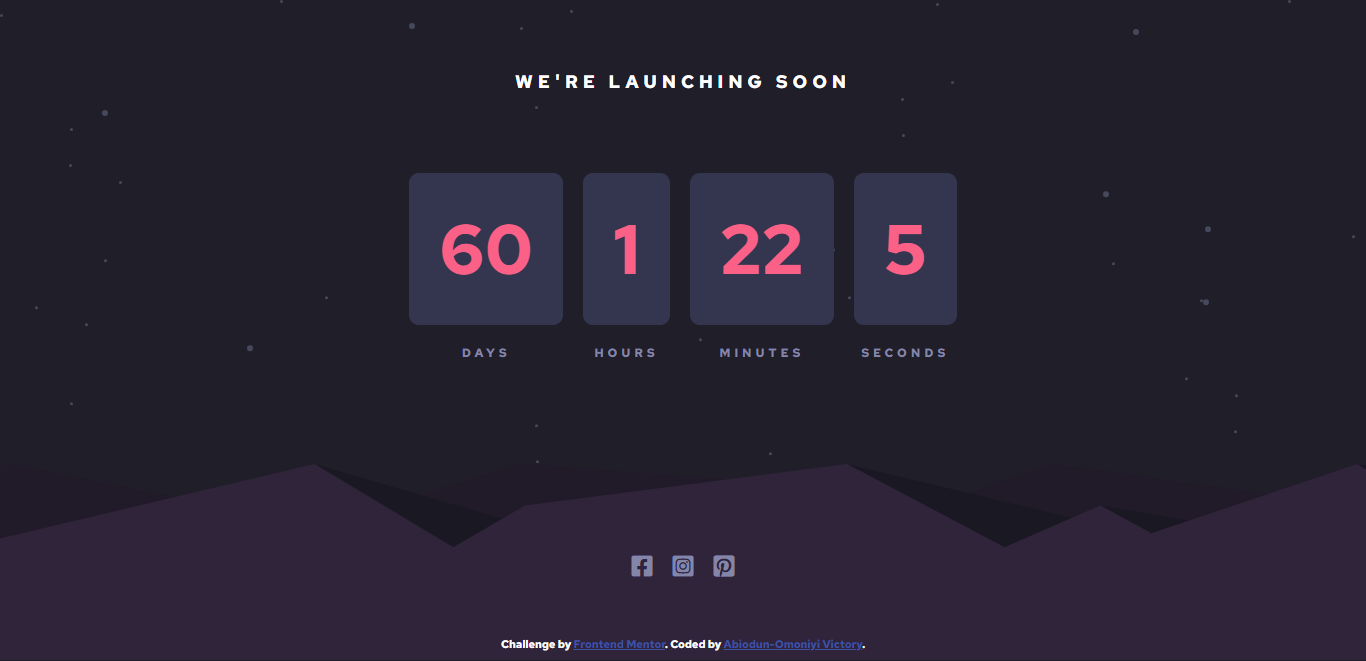 WE'RE LAUNCHING SOON
60 1 22 5
DAYS HOURS MINUTES SECONDS
Challenge by Frontend Mentor. Coded by Abiodun-Omoniyi Victory.